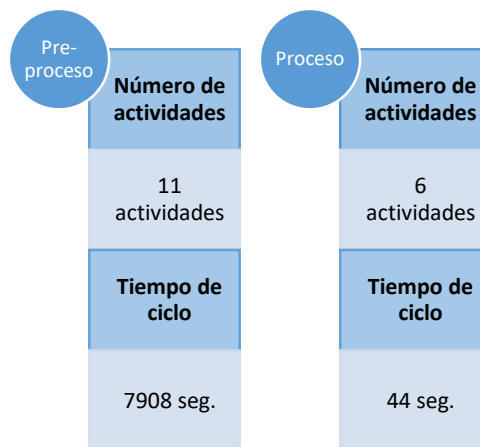 Pre-
proceso
Número de
actividades
11
actividades
Tiempo de
ciclo
7908 seg.
Proceso
Número de
actividades
6
actividades
Tiempo de
ciclo
44 seg.